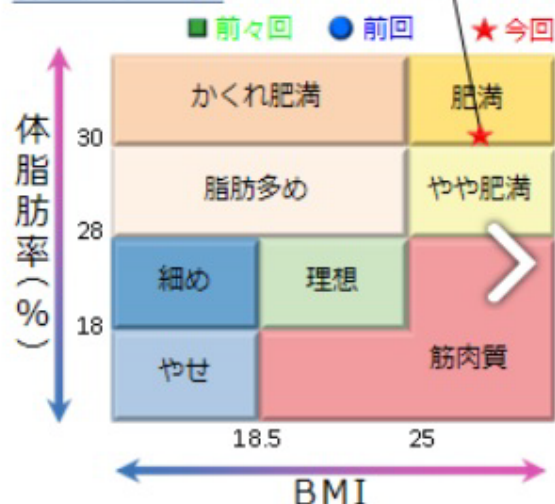 前々回 前回 今回
かくれ肥満 肥満
30
脂肪多め やや肥満
28
細め 理想
18
やせ 筋肉質
体脂肪率(%)
18.5 25
BMI